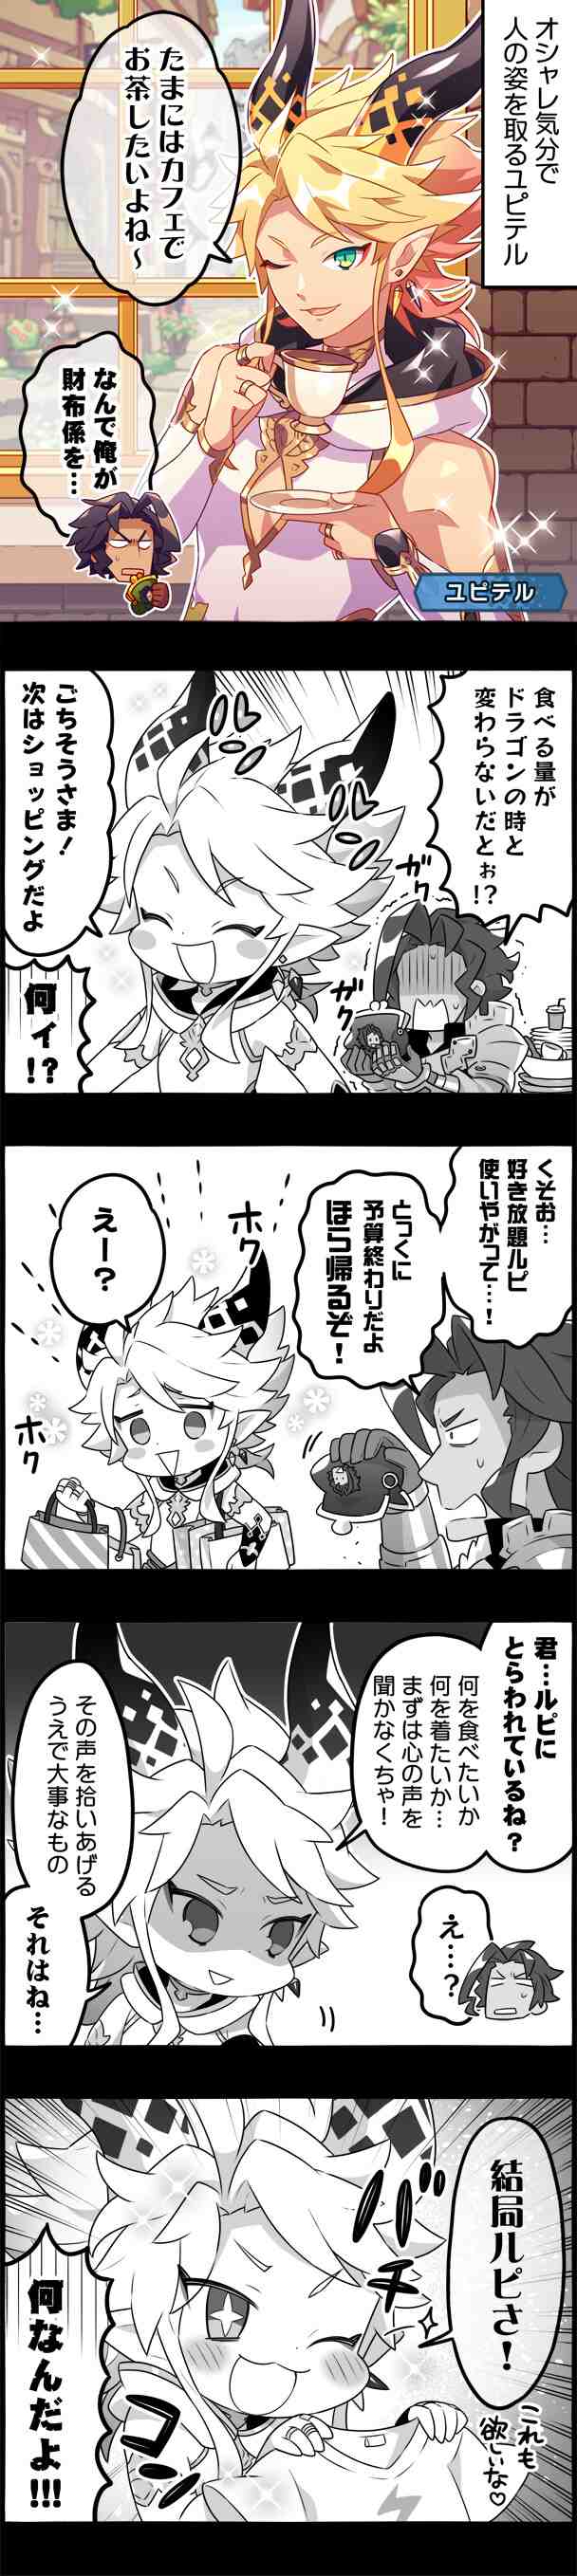 オシャレ気分で
人の姿を取るユピテル
たまにはカフェで
お茶したいよね～
なんで俺が
財布係を…
ユピテル
食べる量が
ドラゴンの時と
変わらないだとぉ!?
ガク
ガク
ごちそうさま！
次はショッピングだよ
何ィ!?
くそお…
好き放題ルピ
使いやがって…！
とっくに
予算終わりだよ
ほら帰るぞ！
ホク
えー？
ホク
君…ルピに
とらわれているね？
何を食べたいか
何を着たいか…
まずは心の声を
聞かなくちゃ！
え…？
その声を拾いあげる
うえで大事なもの
それはね…
結局ルピさ！
バチコーン
これも
欲しいな♡
何なんだよ!!!